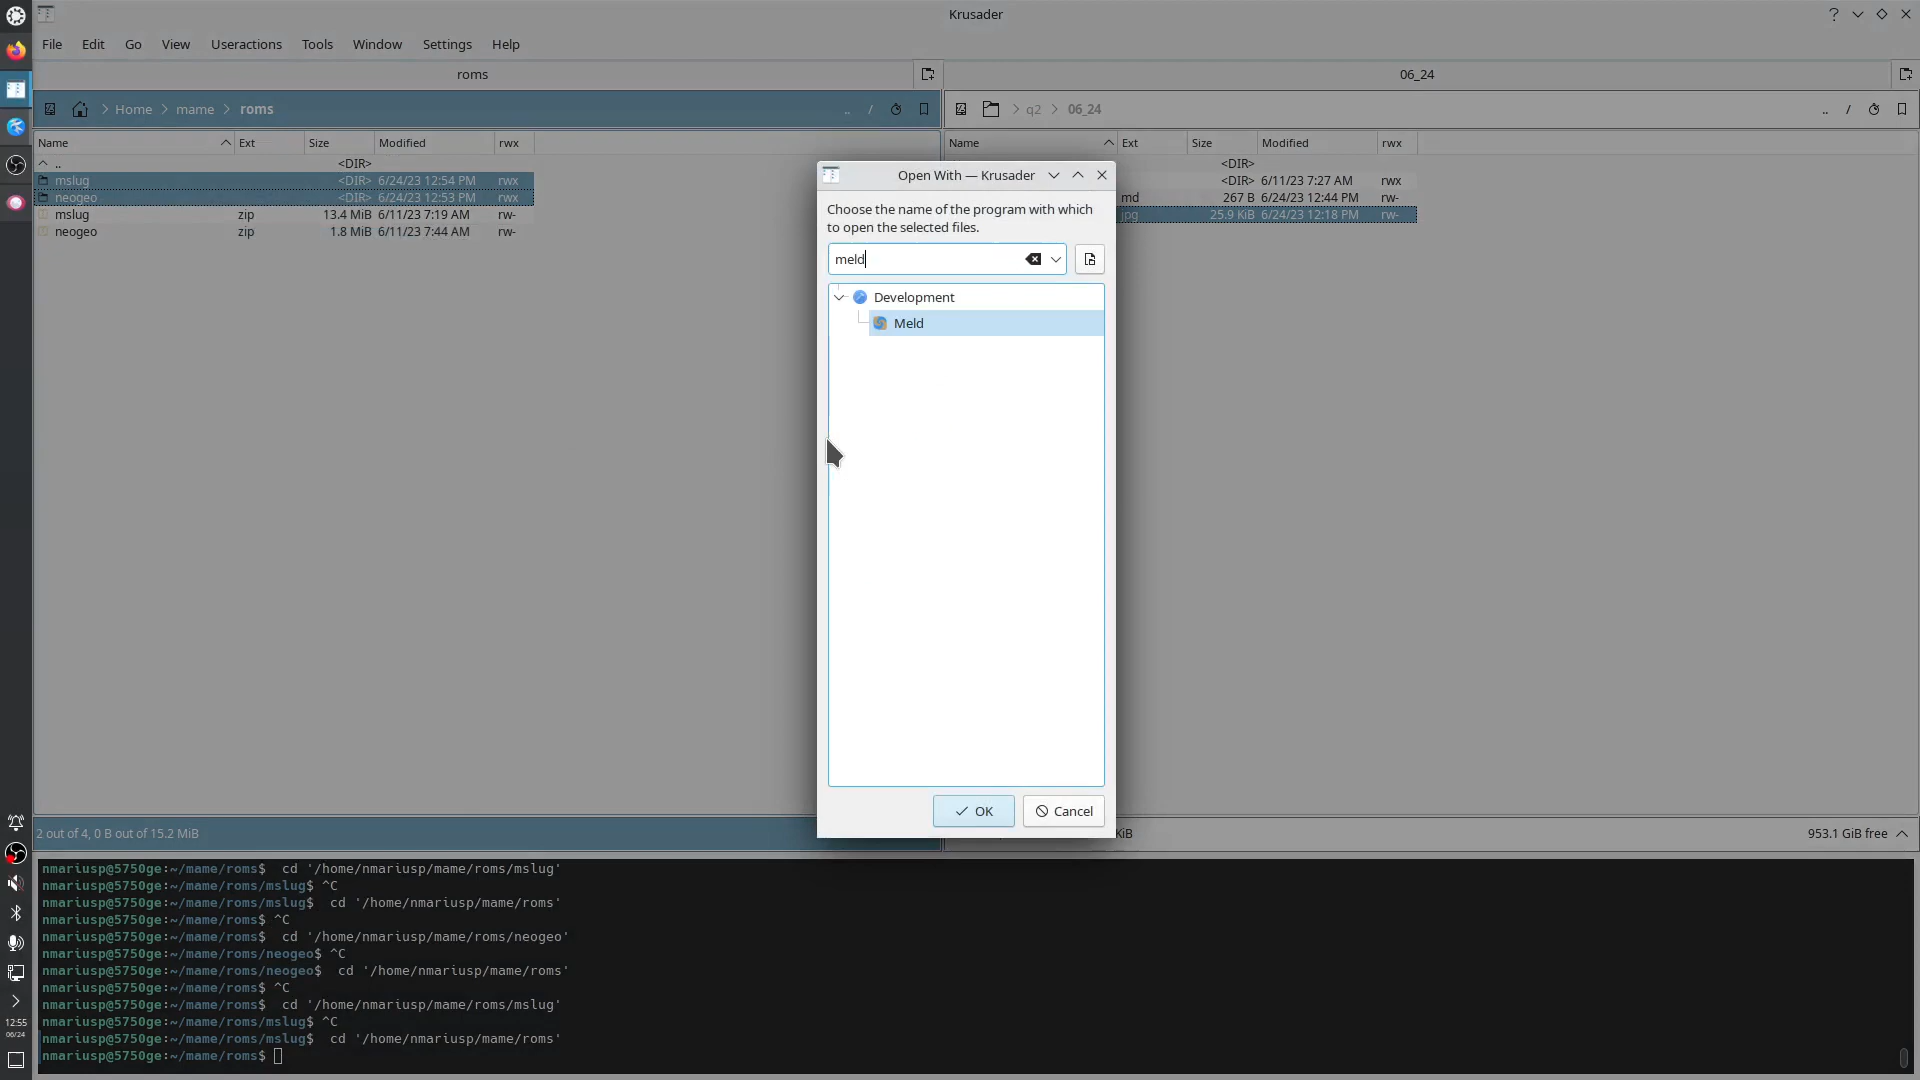 Krusader
File Edit Go View Useractions Tools Window Settings Help
roms
06_24
Home mame roms .. /
q2 06_24 .. /
Name Ext Size Modified rwx
.. <DIR>
mslug <DIR> 6/24/23 12:54 PM rwx
neogeo <DIR> 6/24/23 12:53 PM rwx
mslug zip 13.4 MiB 6/11/23 7:19 AM rw-
neogeo zip 1.8 MiB 6/11/23 7:44 AM rw-
Name Ext Size Modified rwx
<DIR>
<DIR> 6/11/23 7:27 AM rwx
md 267 B 6/24/23 12:44 PM rw-
jpg 25.9 KiB 6/24/23 12:18 PM rw-
Open With — Krusader
Choose the name of the program with which
to open the selected files.
meld
Development
Meld
OK Cancel
2 out of 4, 0 B out of 15.2 MiB
KiB
953.1 GiB free
nmariusp@5750ge:~/mame/roms$  cd '/home/nmariusp/mame/roms/mslug'
nmariusp@5750ge:~/mame/roms/mslug$ ^C
nmariusp@5750ge:~/mame/roms/mslug$  cd '/home/nmariusp/mame/roms'
nmariusp@5750ge:~/mame/roms$ ^C
nmariusp@5750ge:~/mame/roms$  cd '/home/nmariusp/mame/roms/neogeo'
nmariusp@5750ge:~/mame/roms/neogeo$ ^C
nmariusp@5750ge:~/mame/roms/neogeo$  cd '/home/nmariusp/mame/roms'
nmariusp@5750ge:~/mame/roms$ ^C
nmariusp@5750ge:~/mame/roms$  cd '/home/nmariusp/mame/roms/mslug'
nmariusp@5750ge:~/mame/roms/mslug$ ^C
nmariusp@5750ge:~/mame/roms/mslug$  cd '/home/nmariusp/mame/roms'
nmariusp@5750ge:~/mame/roms$
12:55
06/24